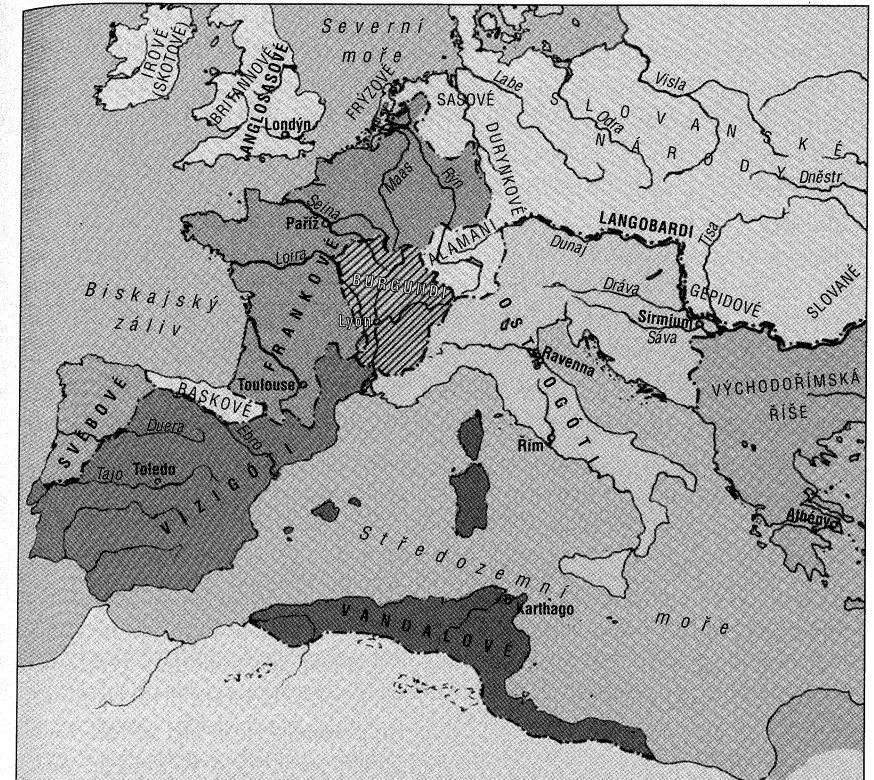 Severní
moře
IROVÉ
(SKOTOVÉ)
BRITANNOVÉ
ANGLOSASOVÉ
Londýn
FRÝZOVÉ
SASOVÉ
Labe
Visla
Odra
SLOVANSKÉ
NÁRODY
Dněstr
DURYNKOVÉ
Maas
Rýn
Seina
Paříž
LANGOBARDI
Tisa
ALAMANI
Dunaj
Loira
BURGUNDI
Dráva
GEPIDOVÉ
SLOVANÉ
Biskajský
záliv
FRANKOVÉ
Lyon
Sirmium
Sáva
OSTROGÓTI
Ravenna
Toulouse
BASKOVÉ
VÝCHODOŘÍMSKÁ
ŘÍŠE
SVÉBOVÉ
Duera
Ebro
Řím
Tajo
Toledo
VIZIGÓTI
Athény
Středozemní
moře
Karthago
VANDALOVÉ